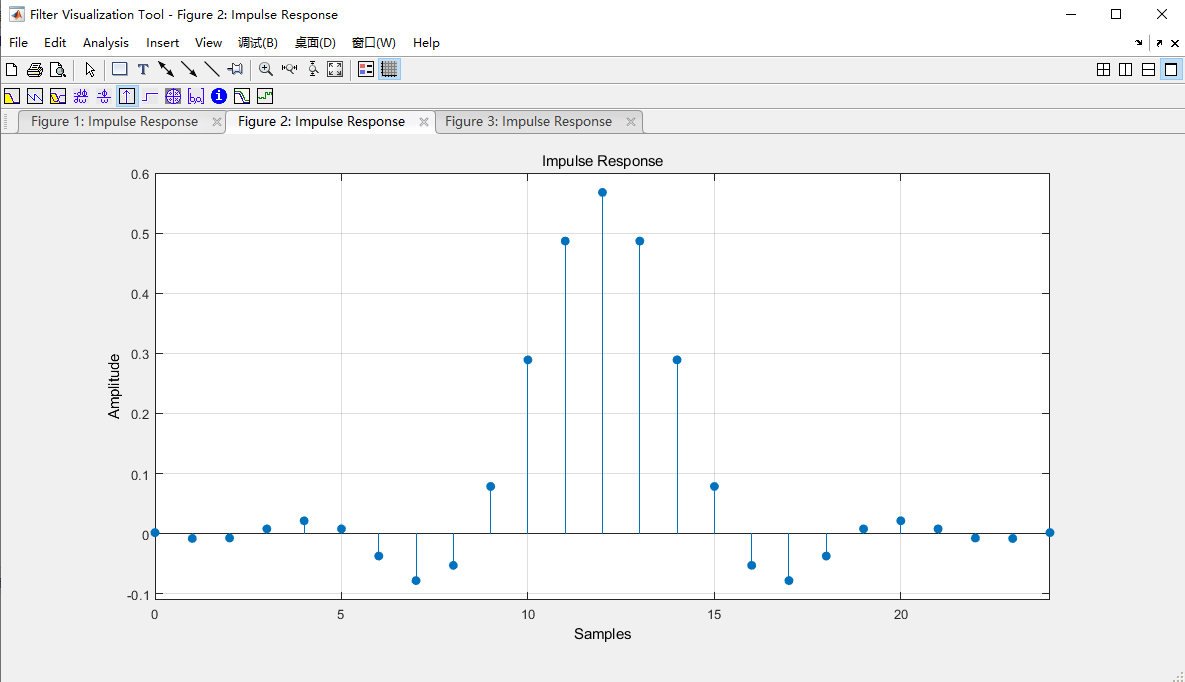 Filter Visualization Tool - Figure 2: Impulse Response
File Edit Analysis Insert View 调试(B) 桌面(D) 窗口(W) Help
Figure 1: Impulse Response Figure 2: Impulse Response Figure 3: Impulse Response
Impulse Response
0.6
0.5
0.4
0.3
0.2
0.1
0
-0.1
Amplitude
0 5 10 15 20
Samples